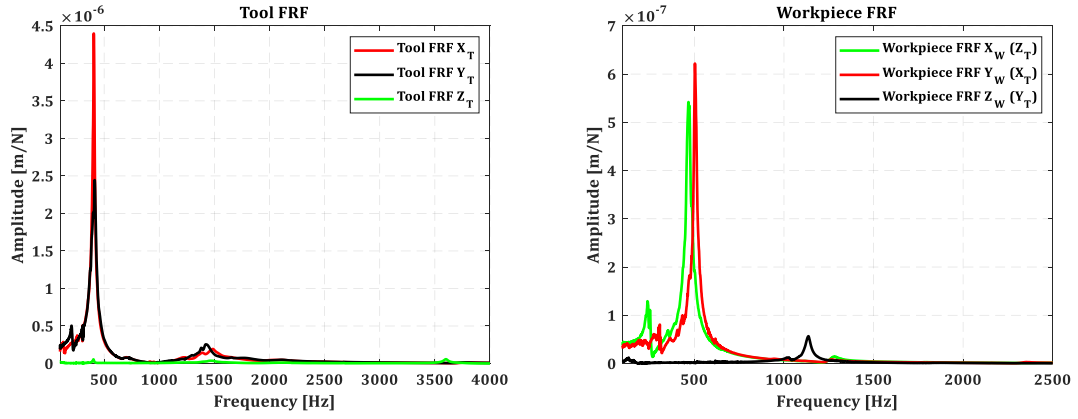 Tool FRF
×10^-6
4.5
4
3.5
3
2.5
2
1.5
1
0.5
0
500 1000 1500 2000 2500 3000 3500 4000
Amplitude [m/N]
Frequency [Hz]
Tool FRF X_T
Tool FRF Y_T
Tool FRF Z_T
Workpiece FRF
×10^-7
7
6
5
4
3
2
1
0
500 1000 1500 2000 2500
Amplitude [m/N]
Frequency [Hz]
Workpiece FRF X_W (Z_T)
Workpiece FRF Y_W (X_T)
Workpiece FRF Z_W (Y_T)